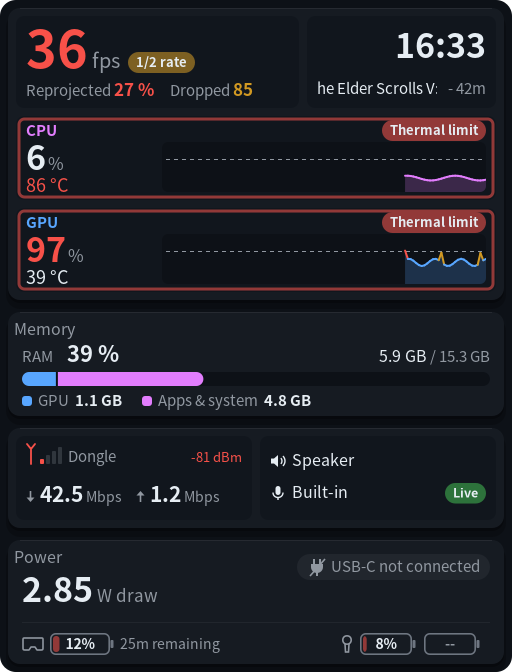 36 fps 1/2 rate
Reprojected 27 % Dropped 85
16:33
he Elder Scrolls V: - 42m
CPU
Thermal limit
6 %
86 °C
GPU
Thermal limit
97 %
39 °C
Memory
RAM 39 % 5.9 GB / 15.3 GB
GPU 1.1 GB Apps & system 4.8 GB
Dongle -81 dBm
↓ 42.5 Mbps ↑ 1.2 Mbps
Speaker
Built-in Live
Power
USB-C not connected
2.85 W draw
12% 25m remaining 8% --